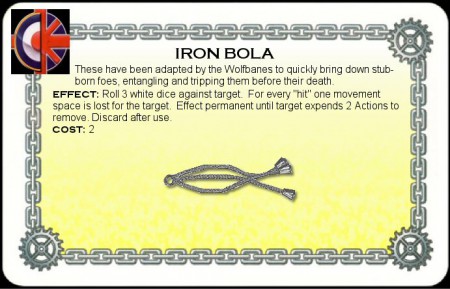 IRON BOLA
These have been adapted by the Wolfbanes to quickly bring down stub-
born foes, entangling and tripping them before their death.
EFFECT: Roll 3 white dice against target. For every "hit" one movement
space is lost for the target. Effect permanent until target expends 2 Actions to
remove. Discard after use.
COST: 2